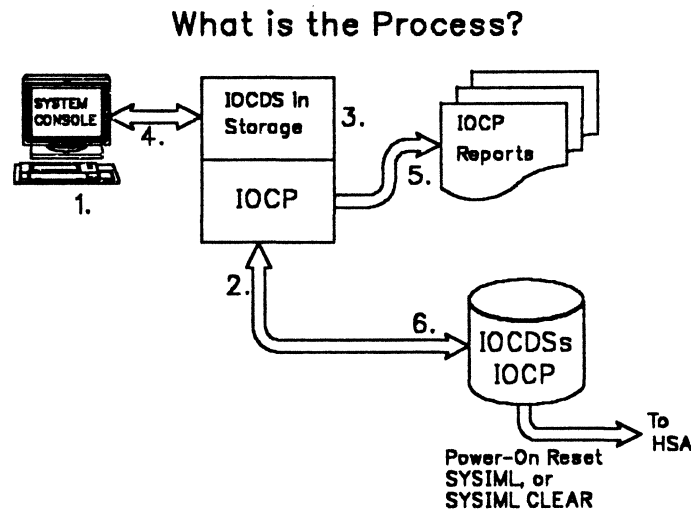 What is the Process?
SYSTEM
CONSOLE
1.
4.
IOCDS in
Storage
3.
IOCP
5.
IOCP
Reports
2.
6.
IOCDSs
IOCP
To
HSA
Power-On Reset
SYSIML, or
SYSIML CLEAR